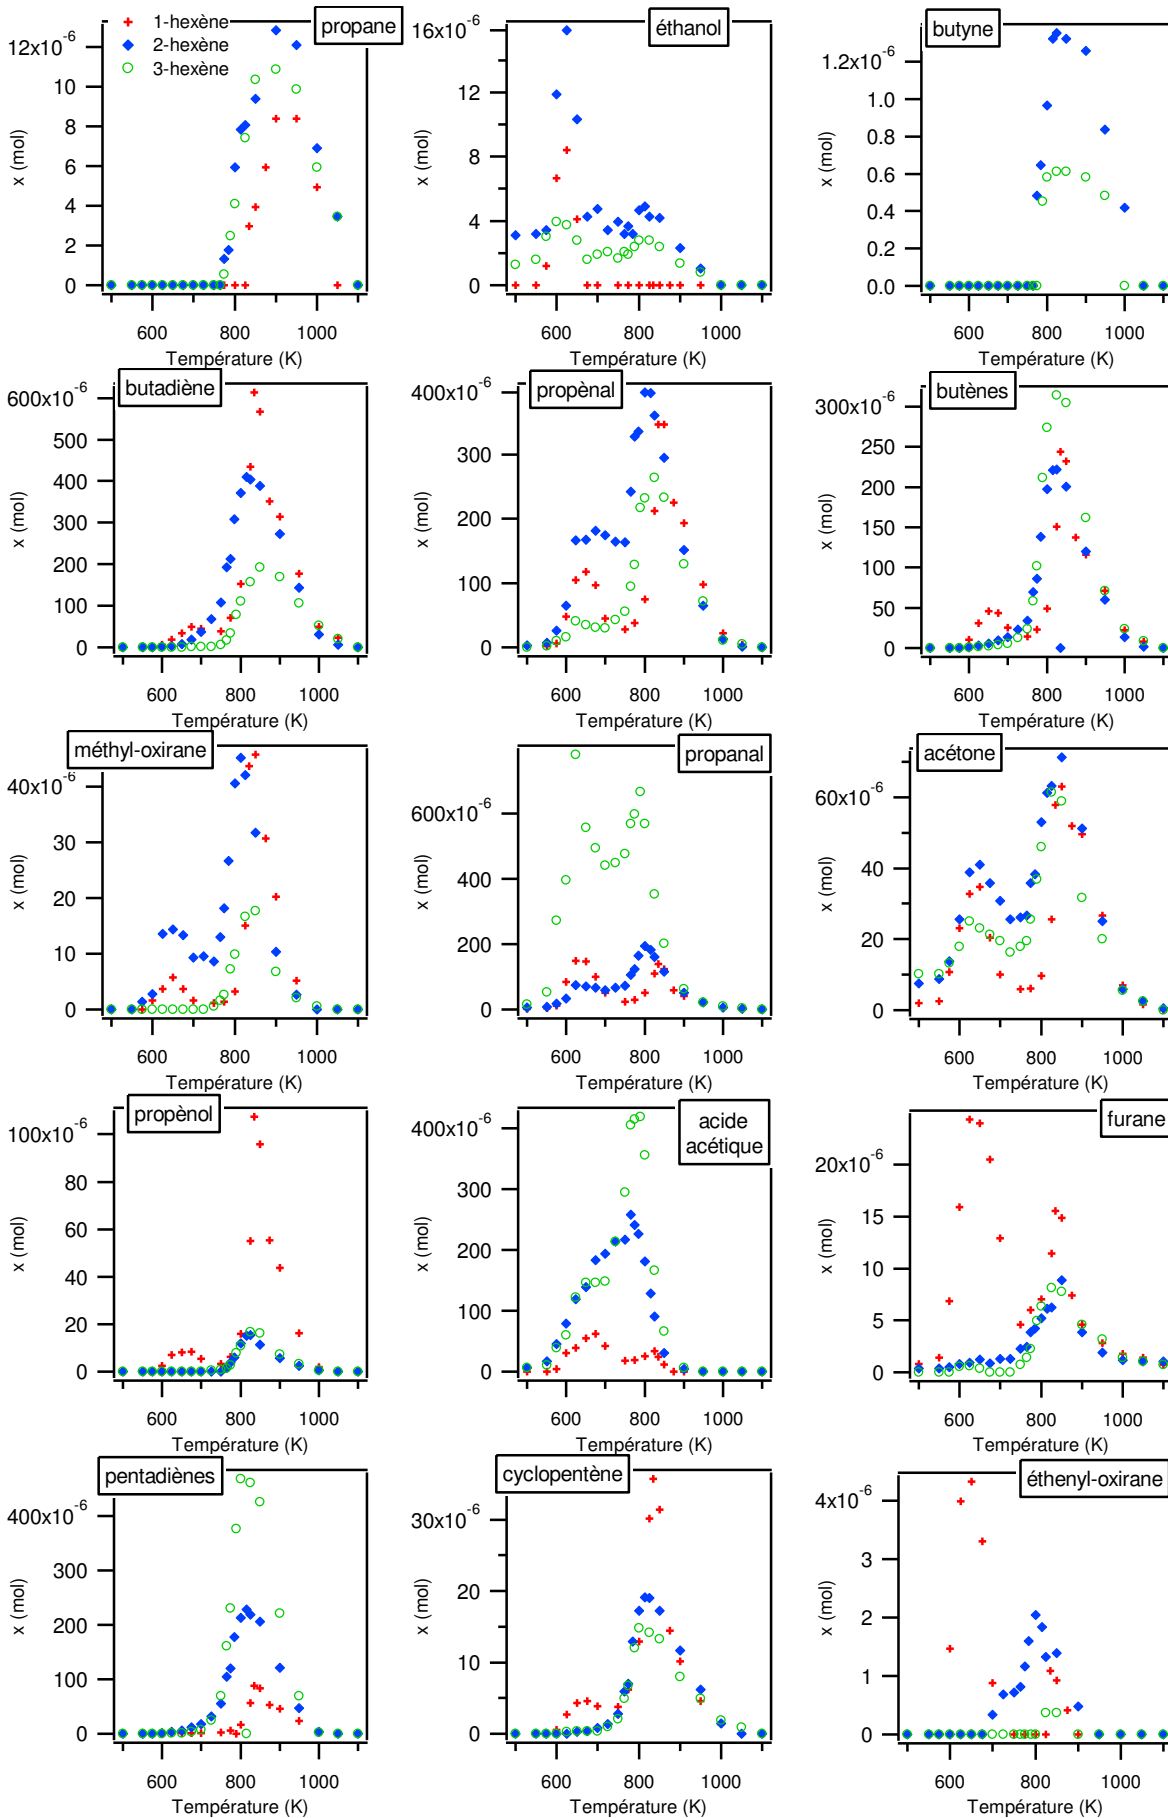 propane
1-hexène
2-hexène
3-hexène
12x10-6
10
8
6
4
2
0
x (mol)
600 800 1000
Température (K)
éthanol
16x10-6
12
8
4
0
x (mol)
600 800 1000
Température (K)
butyne
1.2x10-6
1.0
0.8
0.6
0.4
0.2
0.0
x (mol)
600 800 1000
Température (K)
butadiène
600x10-6
500
400
300
200
100
0
x (mol)
600 800 1000
Température (K)
propènal
400x10-6
300
200
100
0
x (mol)
600 800 1000
Température (K)
butènes
300x10-6
250
200
150
100
50
0
x (mol)
600 800 1000
Température (K)
méthyl-oxirane
40x10-6
30
20
10
0
x (mol)
600 800 1000
Température (K)
propanal
600x10-6
400
200
0
x (mol)
600 800 1000
Température (K)
acétone
60x10-6
40
20
0
x (mol)
600 800 1000
Température (K)
propènol
100x10-6
80
60
40
20
0
x (mol)
600 800 1000
Température (K)
acide
acétique
400x10-6
300
200
100
0
x (mol)
600 800 1000
Température (K)
furane
20x10-6
15
10
5
0
x (mol)
600 800 1000
Température (K)
pentadiènes
400x10-6
300
200
100
0
x (mol)
600 800 1000
Température (K)
cyclopentène
30x10-6
20
10
0
x (mol)
600 800 1000
Température (K)
éthenyl-oxirane
4x10-6
3
2
1
0
x (mol)
600 800 1000
Température (K)